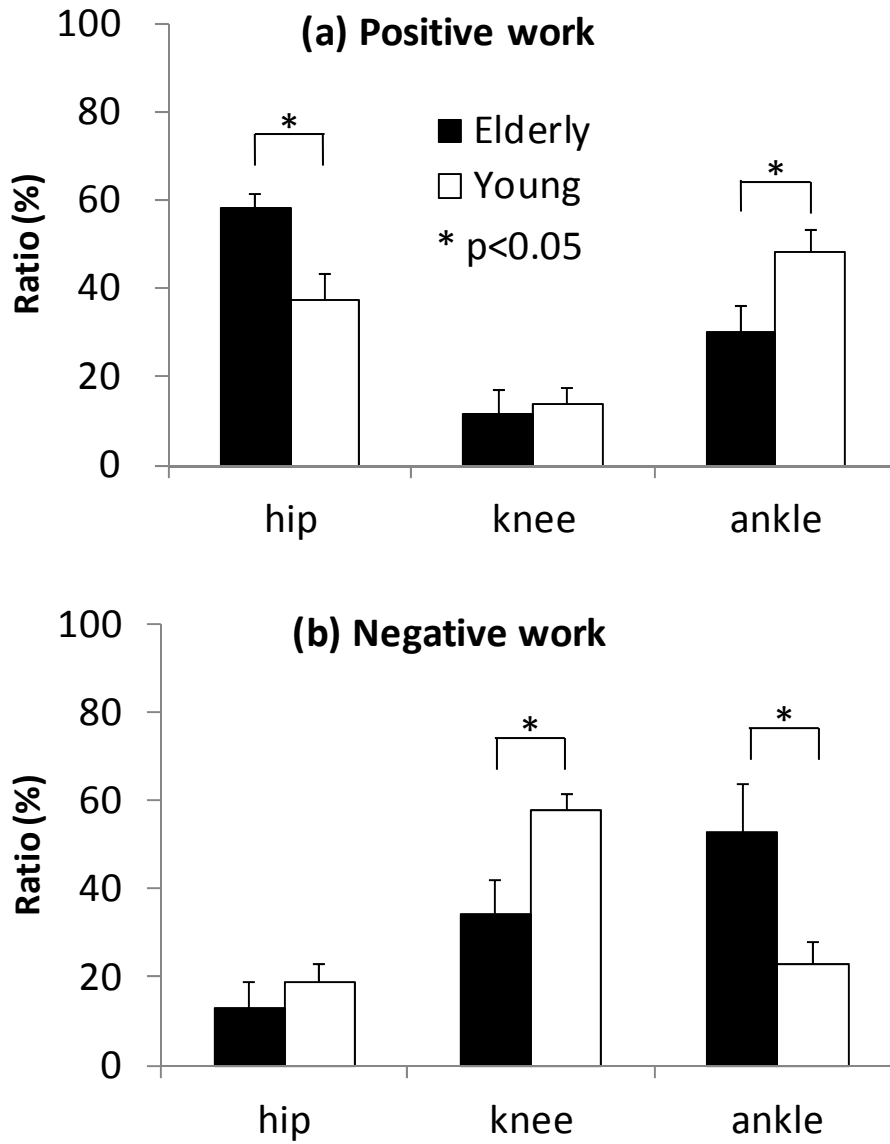 (a) Positive work
Ratio (%)
100
80
60
40
20
0
*
*
Elderly
Young
* p<0.05
hip knee ankle
(b) Negative work
Ratio (%)
100
80
60
40
20
0
*
*
hip knee ankle